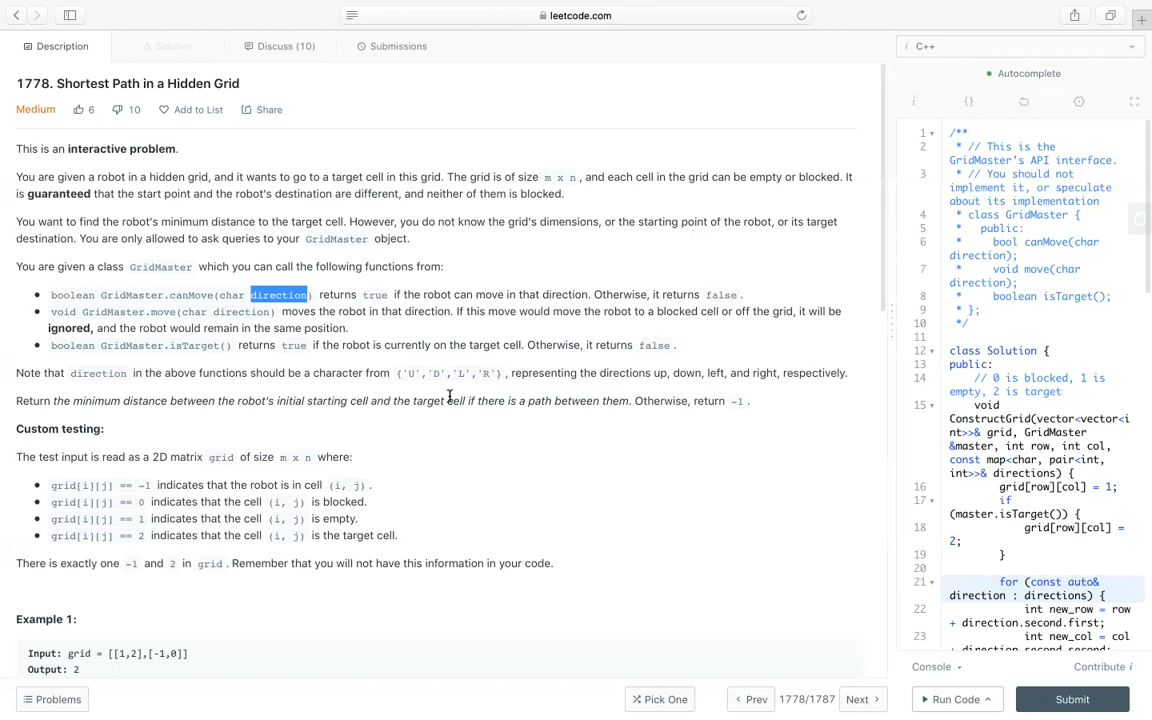 leetcode.com
Description
Solution
Discuss (10)
Submissions
i C++
Autocomplete
1778. Shortest Path in a Hidden Grid
Medium 6 10 Add to List Share
i {}
This is an interactive problem.
You are given a robot in a hidden grid, and it wants to go to a target cell in this grid. The grid is of size m x n, and each cell in the grid can be empty or blocked. It
is guaranteed that the start point and the robot's destination are different, and neither of them is blocked.
You want to find the robot's minimum distance to the target cell. However, you do not know the grid's dimensions, or the starting point of the robot, or its target
destination. You are only allowed to ask queries to your GridMaster object.
You are given a class GridMaster which you can call the following functions from:
• boolean GridMaster.canMove(char direction) returns true if the robot can move in that direction. Otherwise, it returns false.
• void GridMaster.move(char direction) moves the robot in that direction. If this move would move the robot to a blocked cell or off the grid, it will be
ignored, and the robot would remain in the same position.
• boolean GridMaster.isTarget() returns true if the robot is currently on the target cell. Otherwise, it returns false.
Note that direction in the above functions should be a character from {'U','D','L','R'}, representing the directions up, down, left, and right, respectively.
Return the minimum distance between the robot's initial starting cell and the target cell if there is a path between them. Otherwise, return -1.
Custom testing:
The test input is read as a 2D matrix grid of size m x n where:
• grid[i][j] == -1 indicates that the robot is in cell (i, j).
• grid[i][j] == 0 indicates that the cell (i, j) is blocked.
• grid[i][j] == 1 indicates that the cell (i, j) is empty.
• grid[i][j] == 2 indicates that the cell (i, j) is the target cell.
There is exactly one -1 and 2 in grid. Remember that you will not have this information in your code.
Example 1:
Input: grid = [[1,2],[-1,0]]
Output: 2
1 /**
2 * // This is the
GridMaster's API interface.
3 * // You should not
implement it, or speculate
about its implementation
4 * class GridMaster {
5 * public:
6 * bool canMove(char
direction);
7 * void move(char
direction);
8 * boolean isTarget();
9 * };
10 */
11
12 class Solution {
13 public:
14 // 0 is blocked, 1 is
empty, 2 is target
15 void
ConstructGrid(vector<vector<i
nt>>& grid, GridMaster
&master, int row, int col,
const map<char, pair<int,
int>>& directions) {
16 grid[row][col] = 1;
17 if
(master.isTarget()) {
18 grid[row][col] =
2;
19 }
20
21 for (const auto&
direction : directions) {
22 int new_row = row
+ direction.second.first;
23 int new_col = col
+ direction.second.second;
Console
Contribute i
Problems
Pick One
Prev
1778/1787
Next
Run Code
Submit